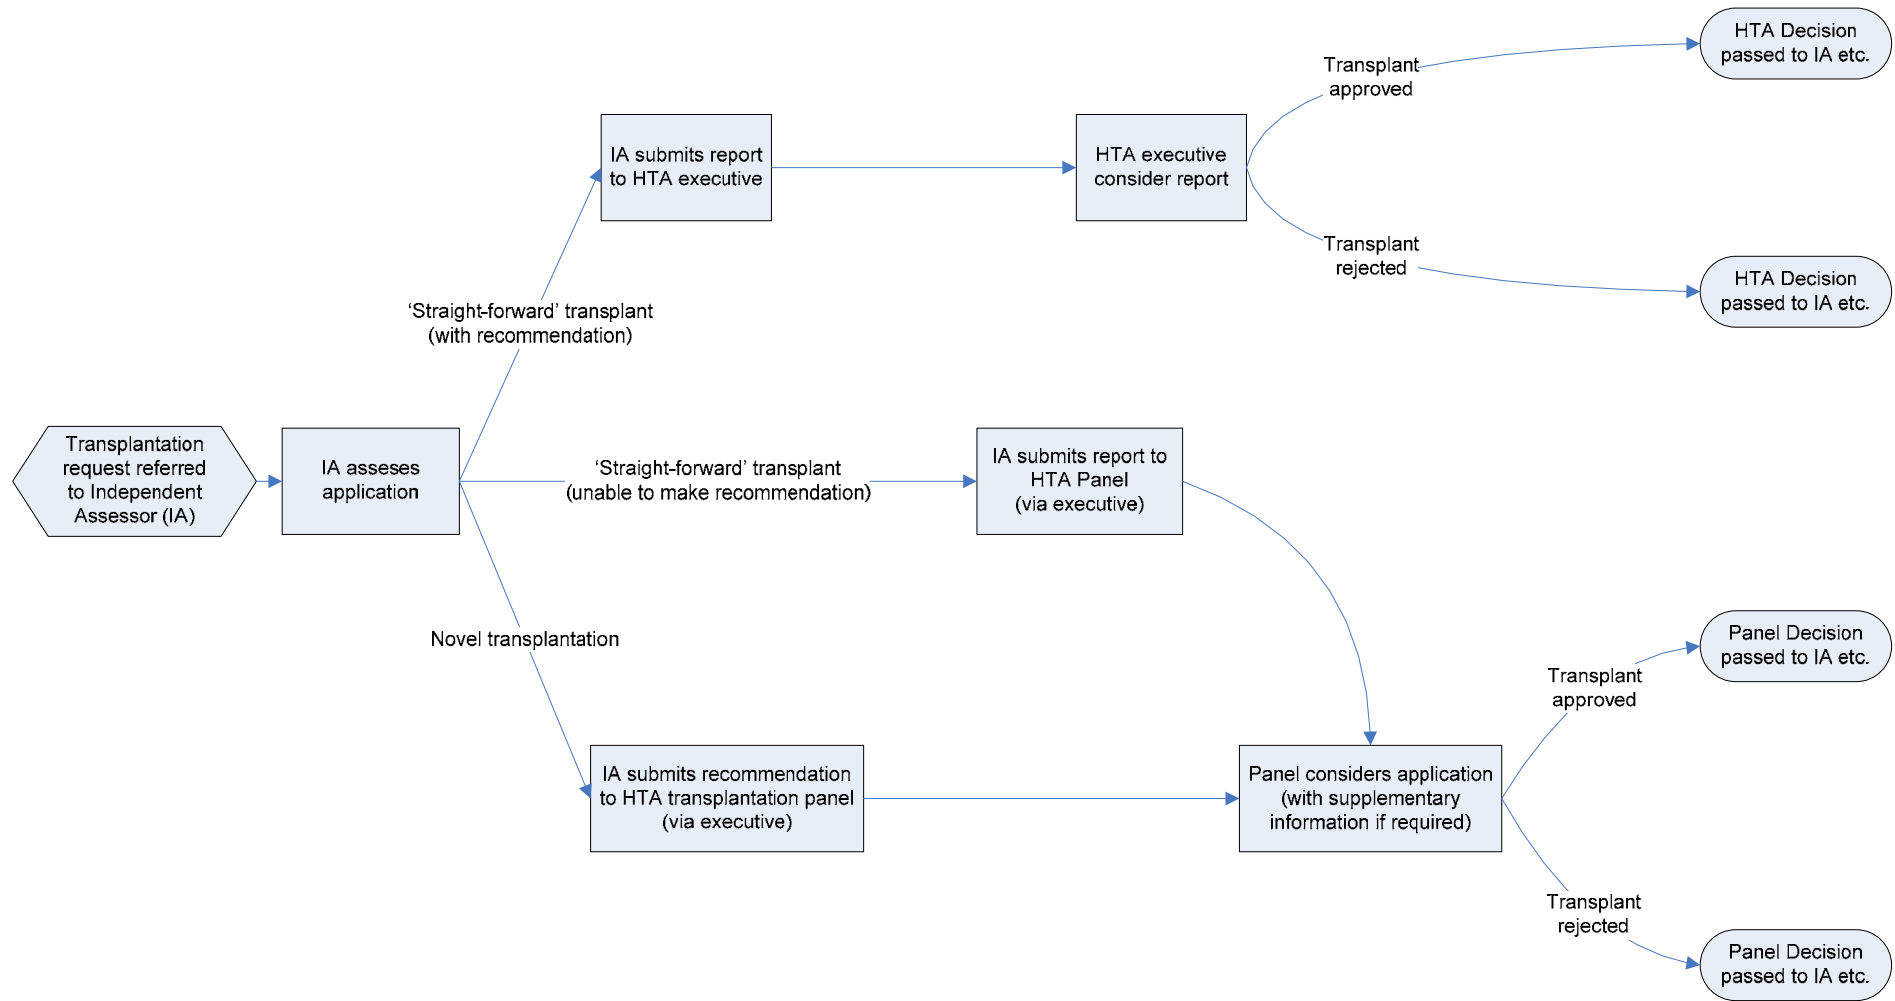 Transplantation
request referred
to Independent
Assessor (IA)
IA asseses
application
‘Straight-forward’ transplant
(with recommendation)
IA submits report
to HTA executive
HTA executive
consider report
Transplant
approved
HTA Decision
passed to IA etc.
Transplant
rejected
HTA Decision
passed to IA etc.
‘Straight-forward’ transplant
(unable to make recommendation)
IA submits report to
HTA Panel
(via executive)
Novel transplantation
IA submits recommendation
to HTA transplantation panel
(via executive)
Panel considers application
(with supplementary
information if required)
Transplant
approved
Panel Decision
passed to IA etc.
Transplant
rejected
Panel Decision
passed to IA etc.